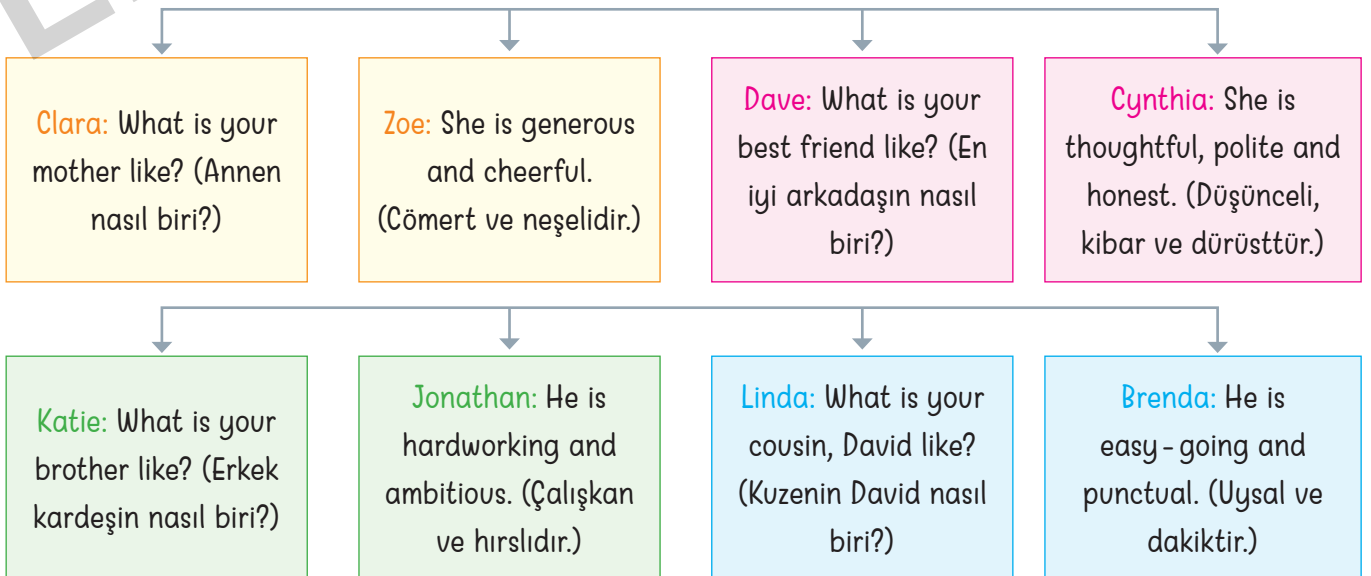 Clara: What is your
mother like? (Annen
nasıl biri?)
Zoe: She is generous
and cheerful.
(Cömert ve neşelidir.)
Dave: What is your
best friend like? (En
iyi arkadaşın nasıl
biri?)
Cynthia: She is
thoughtful, polite and
honest. (Düşünceli,
kibar ve dürüsttür.)
Katie: What is your
brother like? (Erkek
kardeşin nasıl biri?)
Jonathan: He is
hardworking and
ambitious. (Çalışkan
ve hırslıdır.)
Linda: What is your
cousin, David like?
(Kuzenin David nasıl
biri?)
Brenda: He is
easy-going and
punctual. (Uysal ve
dakiktir.)